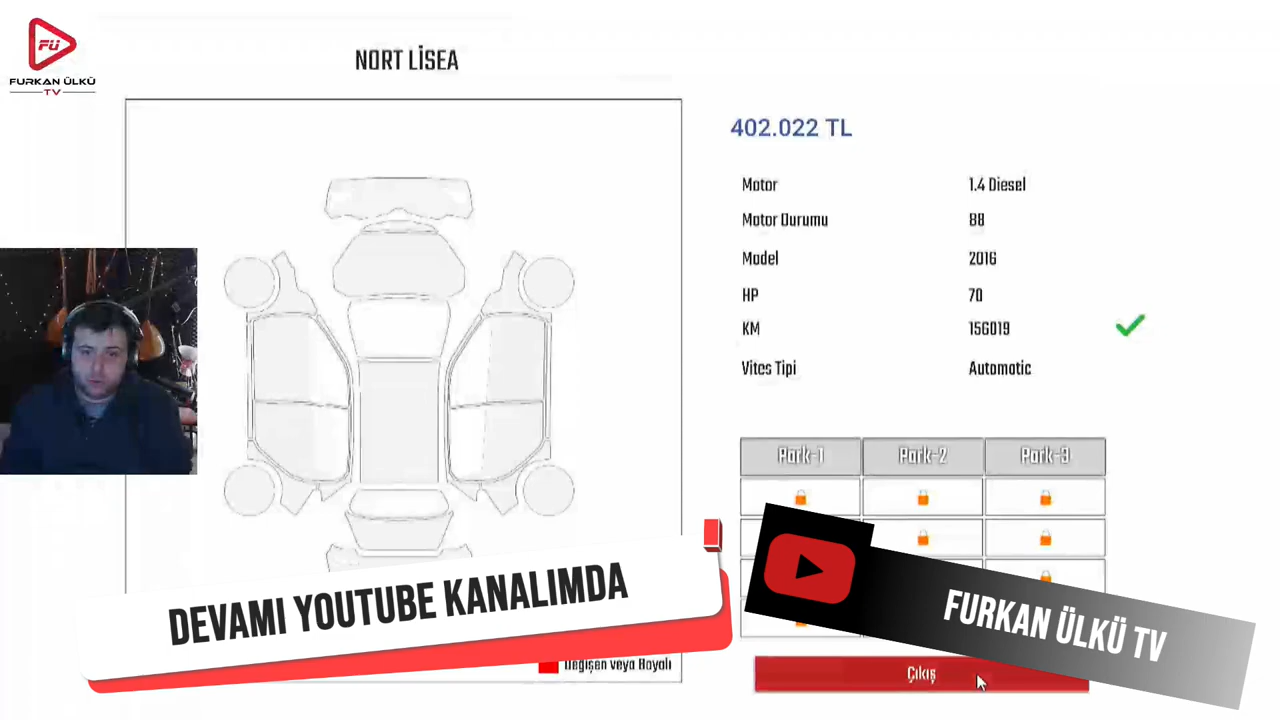 FU
FURKAN ÜLKÜ
TV
NORT LİSEA
402.022 TL
Motor 1.4 Diesel
Motor Durumu 88
Model 2016
HP 70
KM 156019
Vites Tipi Automatic
Park-1 Park-2 Park-3
DEVAMI YOUTUBE KANALIMDA
FURKAN ÜLKÜ TV
Değişen veya Boyalı
Çıkış